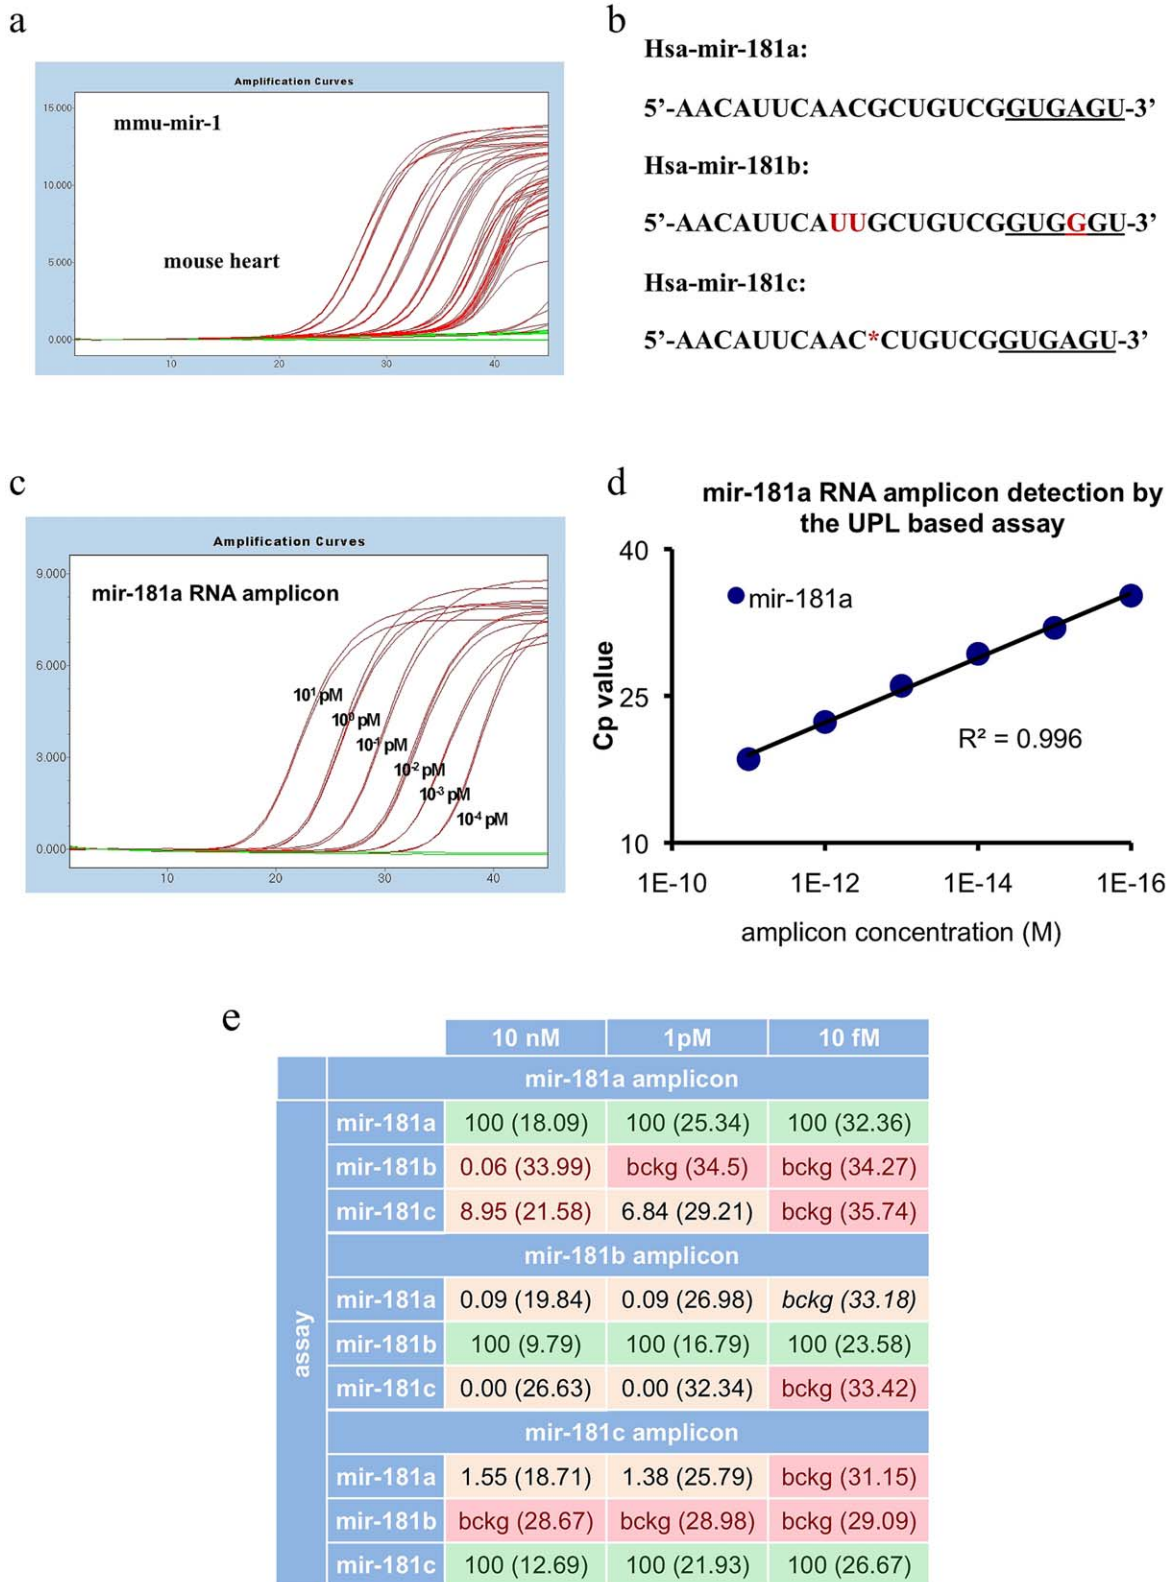 a
Amplification Curves
15.000
mmu-mir-1
10.000
mouse heart
5.000
0.000
10 20 30 40
b
Hsa-mir-181a:
5’-AACAUUCAACGCUGUCGGUGAGU-3’
Hsa-mir-181b:
5’-AACAUUCAUUGCUGUCGGUGGGU-3’
Hsa-mir-181c:
5’-AACAUUCAAC*CUGUCGGUGAGU-3’
c
Amplification Curves
9.000
mir-181a RNA amplicon
6.000
10¹ pM
10⁰ pM
10⁻¹ pM
3.000
10⁻² pM
10⁻³ pM
10⁻⁴ pM
0.000
10 20 30 40
d
mir-181a RNA amplicon detection by
the UPL based assay
40
mir-181a
Cp value
25
R² = 0.996
10
1E-10 1E-12 1E-14 1E-16
amplicon concentration (M)
e
10 nM 1pM 10 fM
mir-181a amplicon
assay
mir-181a 100 (18.09) 100 (25.34) 100 (32.36)
mir-181b 0.06 (33.99) bckg (34.5) bckg (34.27)
mir-181c 8.95 (21.58) 6.84 (29.21) bckg (35.74)
mir-181b amplicon
mir-181a 0.09 (19.84) 0.09 (26.98) bckg (33.18)
mir-181b 100 (9.79) 100 (16.79) 100 (23.58)
mir-181c 0.00 (26.63) 0.00 (32.34) bckg (33.42)
mir-181c amplicon
mir-181a 1.55 (18.71) 1.38 (25.79) bckg (31.15)
mir-181b bckg (28.67) bckg (28.98) bckg (29.09)
mir-181c 100 (12.69) 100 (21.93) 100 (26.67)